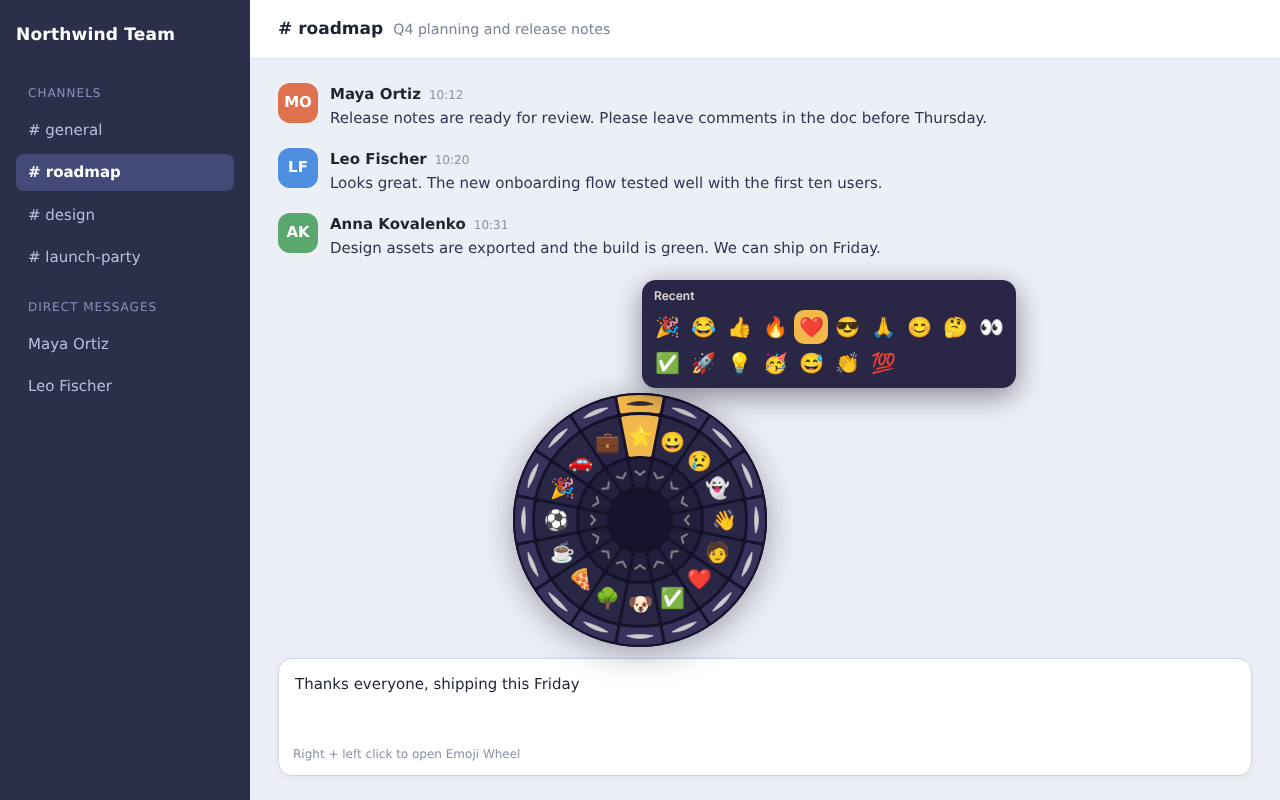 Northwind Team
CHANNELS
# general
# roadmap
# design
# launch-party
DIRECT MESSAGES
Maya Ortiz
Leo Fischer
# roadmap Q4 planning and release notes
MO
Maya Ortiz 10:12
Release notes are ready for review. Please leave comments in the doc before Thursday.
LF
Leo Fischer 10:20
Looks great. The new onboarding flow tested well with the first ten users.
AK
Anna Kovalenko 10:31
Design assets are exported and the build is green. We can ship on Friday.
Recent
Thanks everyone, shipping this Friday
Right + left click to open Emoji Wheel